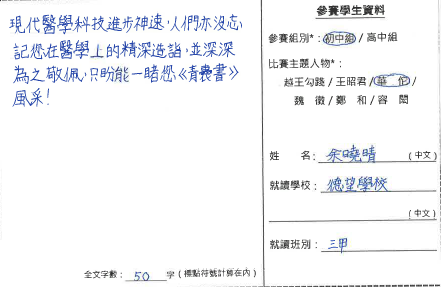 現代醫學科技進步神速，人們亦沒忘
記您在醫學上的精深造詣，並深深
為之敬佩，只盼能一睹您《青囊書》
風采！
全文字數： 50 字（標點符號計算在內）
參賽學生資料
參賽組別*：初中組 / 高中組
比賽主題人物*：
越王勾踐 / 王昭君 / 華 佗 /
魏 徵 / 鄭 和 / 容 閎
姓 名： 余曉晴 （中文）
就讀學校： 德望學校
（中文）
就讀班別： 三甲